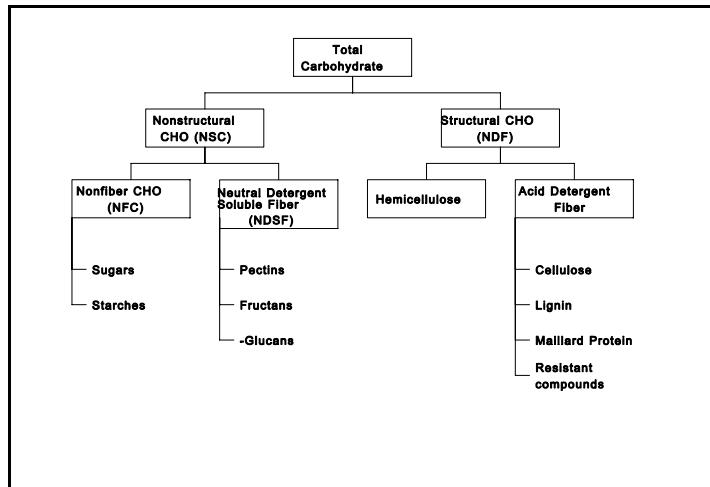 Total
Carbohydrate
Nonstructural
CHO (NSC)
Structural CHO
(NDF)
Nonfiber CHO
(NFC)
Neutral Detergent
Soluble Fiber
(NDSF)
Hemicellulose
Acid Detergent
Fiber
Sugars
Starches
Pectins
Fructans
-Glucans
Cellulose
Lignin
Maillard Protein
Resistant
compounds